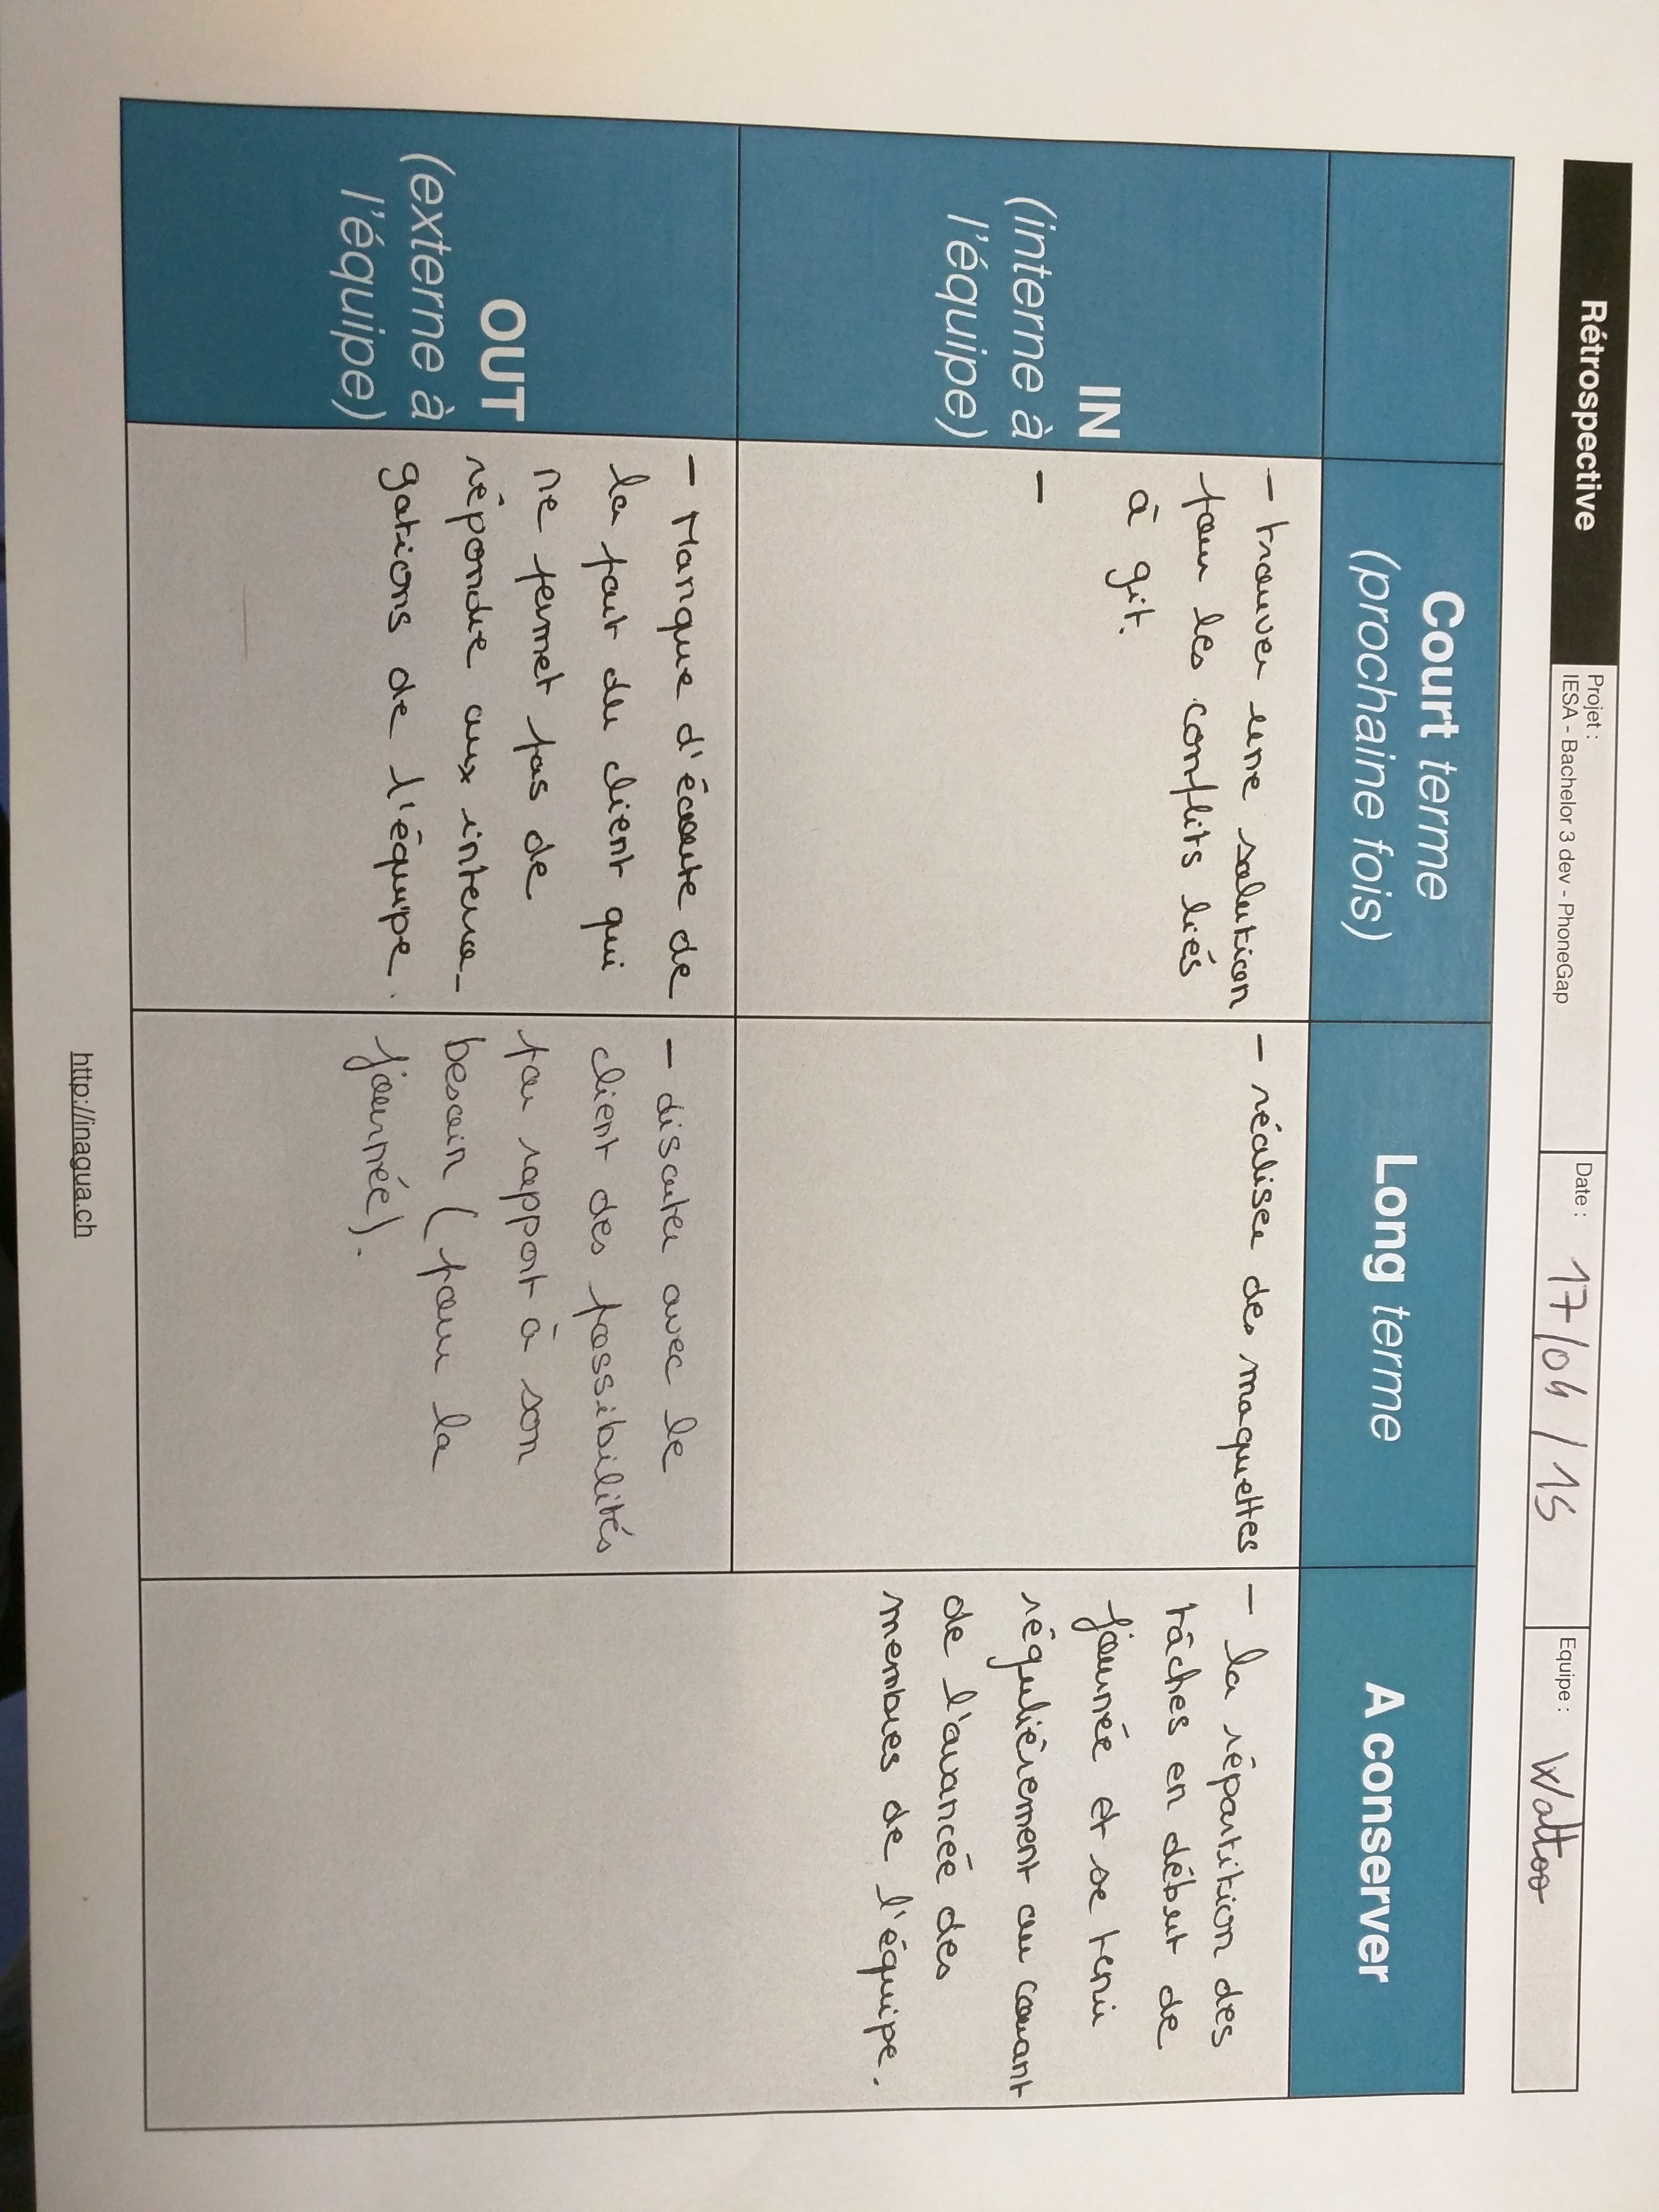 Rétrospective
Projet :
IESA - Bachelor 3 dev - PhoneGap
Date : 17/04/15
Equipe : Wattoo
Court terme
(prochaine fois)
Long terme
A conserver
IN
(interne à
l'équipe)
- trouver une solution
pour les conflits liés
à git.
-
- réaliser des maquettes
- la répartition des
tâches en début de
journée et se tenir
régulièrement au courant
de l'avancée des
membres de l'équipe.
OUT
(externe à
l'équipe)
- Manque d'écoute de
la part du client qui
ne permet pas de
répondre aux interro-
gations de l'équipe.
- discuter avec le
client des possibilités
par rapport à son
besoin (pour la
journée).
http://inagua.ch